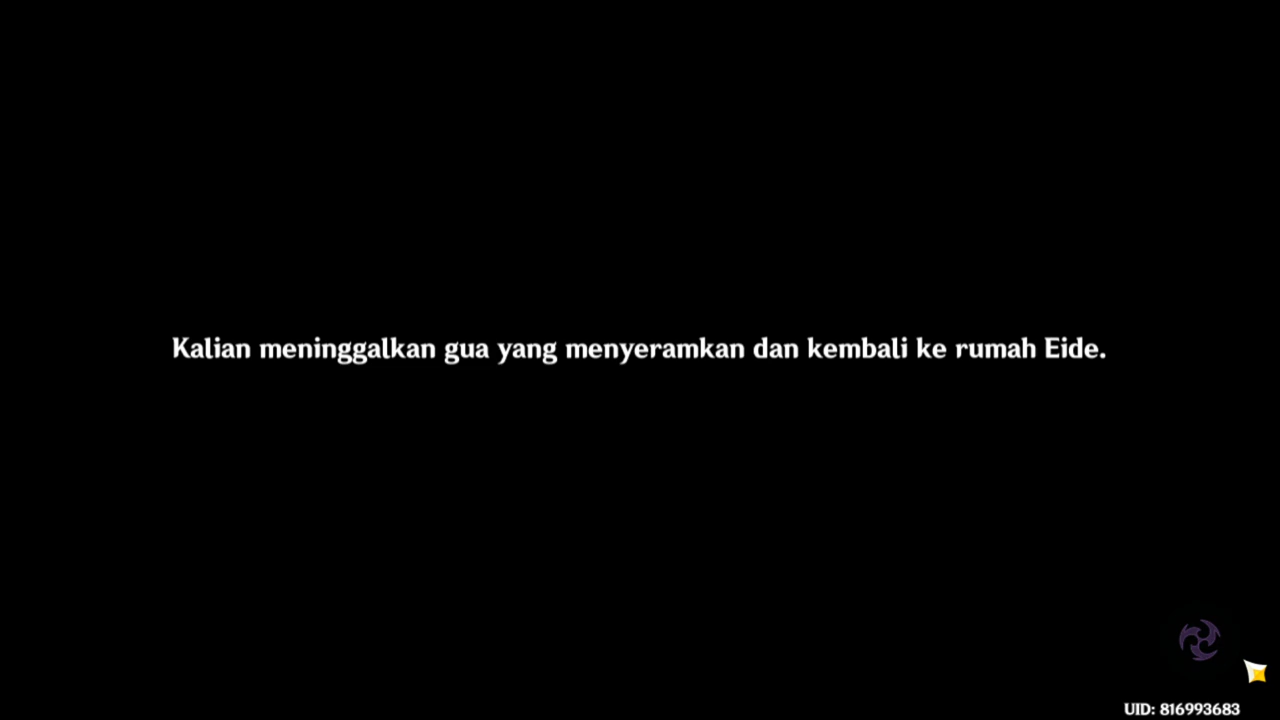 Kalian meninggalkan gua yang menyeramkan dan kembali ke rumah Eide.
UID: 816993683